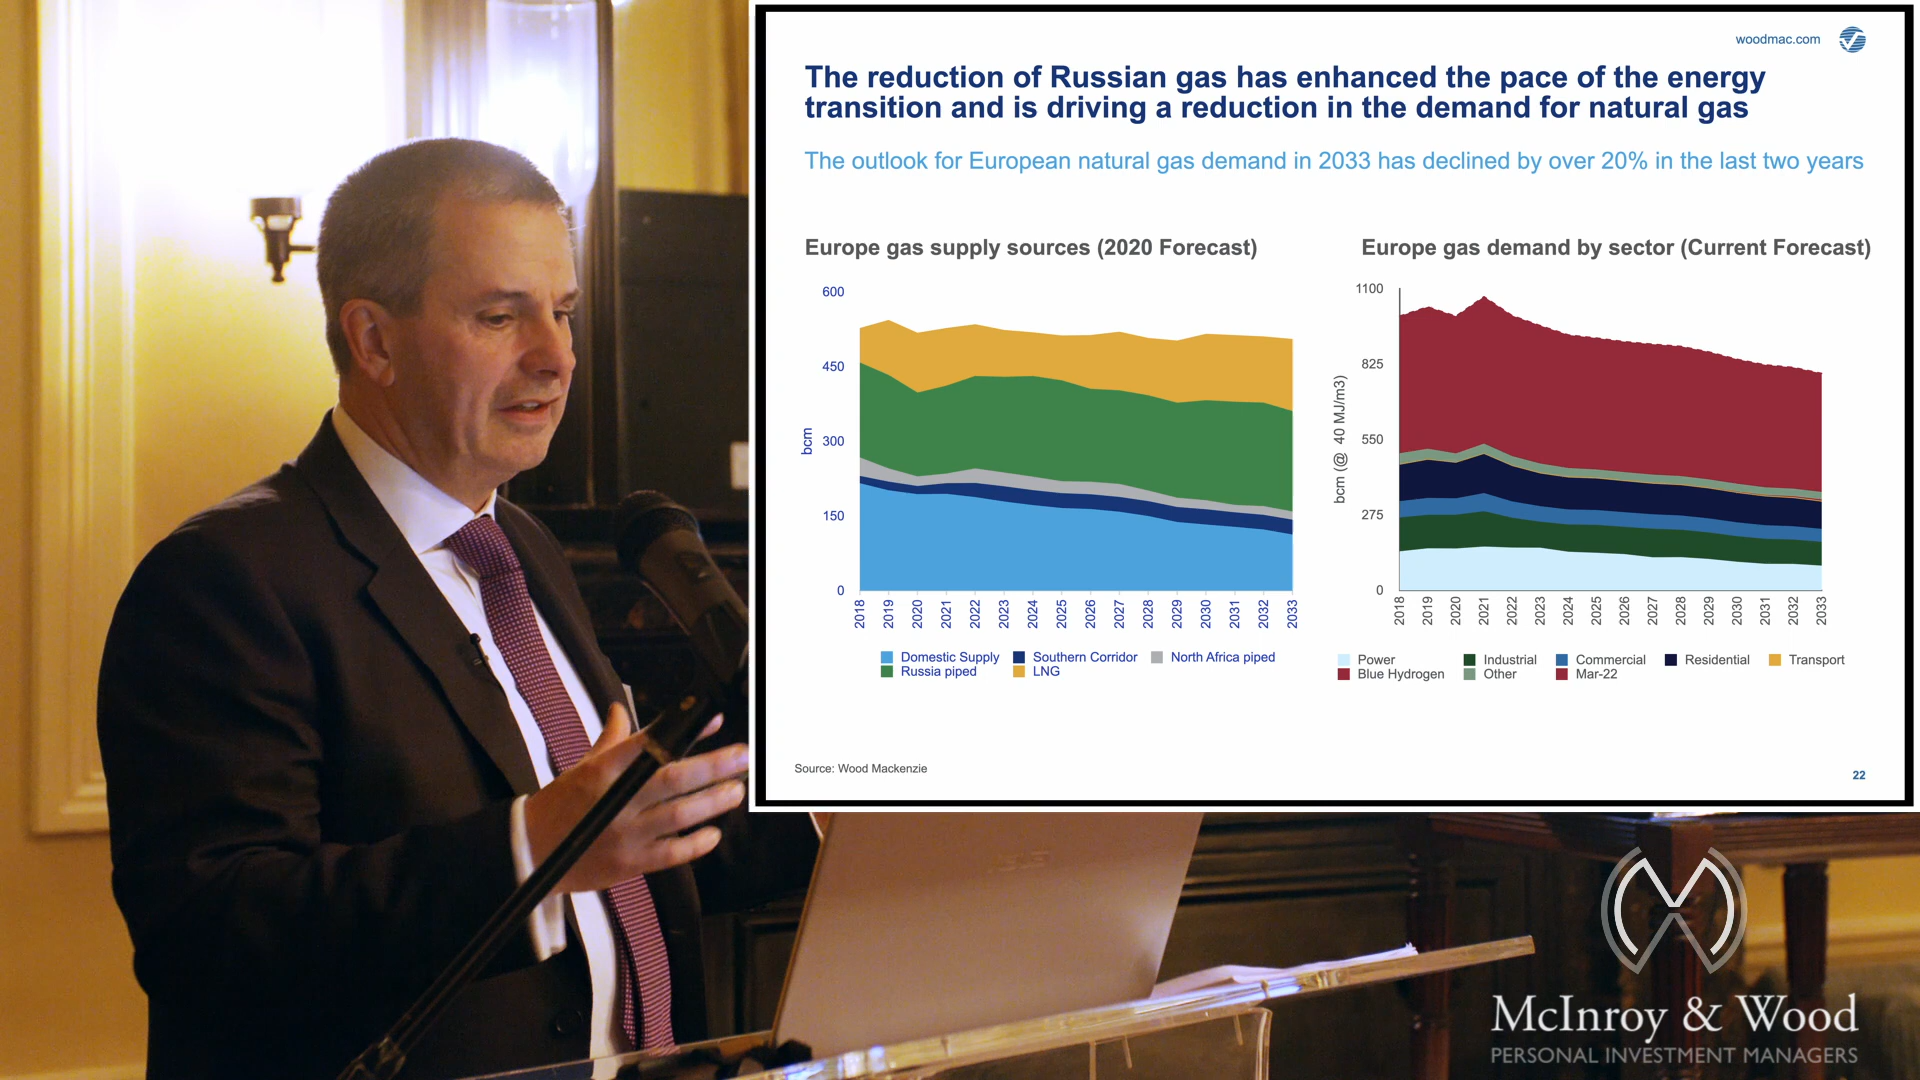 woodmac.com
The reduction of Russian gas has enhanced the pace of the energy
transition and is driving a reduction in the demand for natural gas
The outlook for European natural gas demand in 2033 has declined by over 20% in the last two years
Europe gas supply sources (2020 Forecast)
600
450
300
150
0
bcm
2018 2019 2020 2021 2022 2023 2024 2025 2026 2027 2028 2029 2030 2031 2032 2033
Domestic Supply Southern Corridor North Africa piped
Russia piped LNG
Europe gas demand by sector (Current Forecast)
1100
825
550
275
0
bcm (@ 40 MJ/m3)
2018 2019 2020 2021 2022 2023 2024 2025 2026 2027 2028 2029 2030 2031 2032 2033
Power Industrial Commercial Residential Transport
Blue Hydrogen Other Mar-22
Source: Wood Mackenzie
22
McInroy & Wood
PERSONAL INVESTMENT MANAGERS